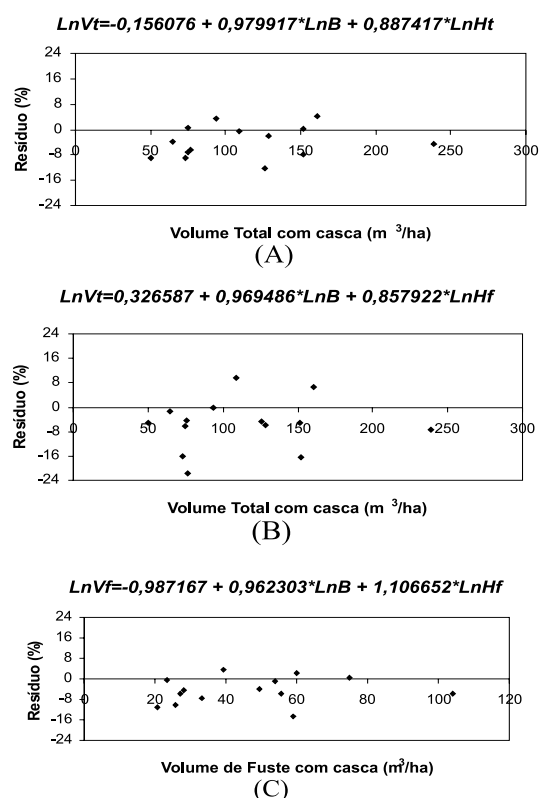 LnVt=-0,156076 + 0,979917*LnB + 0,887417*LnHt
24
16
8
0
-8
-16
-24
0 50 100 150 200 250 300
Resíduo (%)
Volume Total com casca (m ³/ha)
(A)
LnVt=0,326587 + 0,969486*LnB + 0,857922*LnHf
24
16
8
0
-8
-16
-24
0 50 100 150 200 250 300
Resíduo (%)
Volume Total com casca (m ³/ha)
(B)
LnVf=-0,987167 + 0,962303*LnB + 1,106652*LnHf
24
16
8
0
-8
-16
-24
0 20 40 60 80 100 120
Resíduo (%)
Volume de Fuste com casca (m³/ha)
(C)